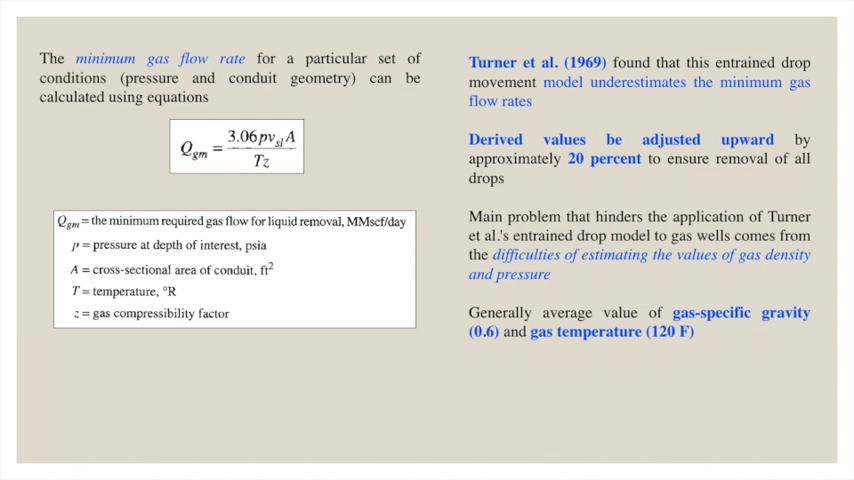 The minimum gas flow rate for a particular set of
conditions (pressure and conduit geometry) can be
calculated using equations
Q_gm = 3.06pv_sl A / Tz
Q_gm = the minimum required gas flow for liquid removal, MMscf/day
p = pressure at depth of interest, psia
A = cross-sectional area of conduit, ft²
T = temperature, °R
z = gas compressibility factor
Turner et al. (1969) found that this entrained drop
movement model underestimates the minimum gas
flow rates
Derived values be adjusted upward by
approximately 20 percent to ensure removal of all
drops
Main problem that hinders the application of Turner
et al.'s entrained drop model to gas wells comes from
the difficulties of estimating the values of gas density
and pressure
Generally average value of gas-specific gravity
(0.6) and gas temperature (120 F)